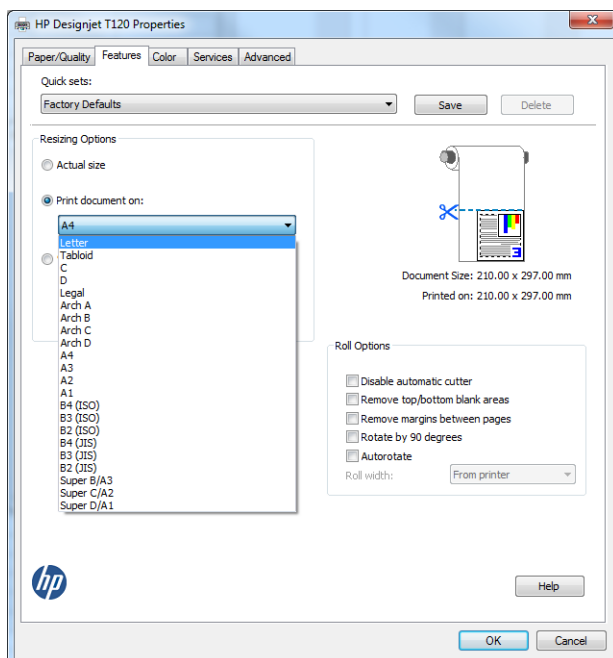 HP Designjet T120 Properties
Paper/Quality Features Color Services Advanced
Quick sets:
Factory Defaults
Save
Delete
Resizing Options
Actual size
Print document on:
A4
Letter
Tabloid
C
D
Legal
Arch A
Arch B
Arch C
Arch D
A4
A3
A2
A1
B4 (ISO)
B3 (ISO)
B2 (ISO)
B4 (JIS)
B3 (JIS)
B2 (JIS)
Super B/A3
Super C/A2
Super D/A1
3
Document Size: 210.00 x 297.00 mm
Printed on: 210.00 x 297.00 mm
Roll Options
Disable automatic cutter
Remove top/bottom blank areas
Remove margins between pages
Rotate by 90 degrees
Autorotate
Roll width:
From printer
hp
Help
OK
Cancel